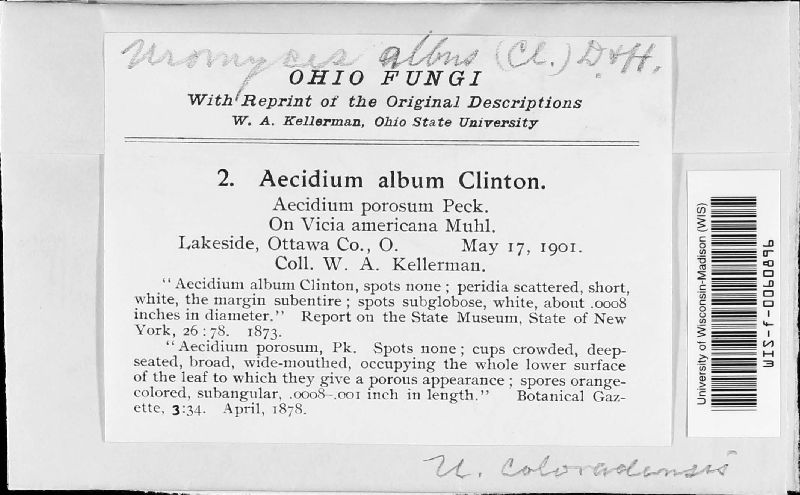 Uromyces albus (Cl.) D & H.
OHIO FUNGI
With Reprint of the Original Descriptions
W. A. Kellerman, Ohio State University
2. Aecidium album Clinton.
Aecidium porosum Peck.
On Vicia americana Muhl.
Lakeside, Ottawa Co., O. May 17, 1901.
Coll. W. A. Kellerman.
"Aecidium album Clinton, spots none; peridia scattered, short,
white, the margin subentire; spots subglobose, white, about .0008
inches in diameter." Report on the State Museum, State of New
York, 26:78. 1873.
"Aecidium porosum, Pk. Spots none; cups crowded, deep-
seated, broad, wide-mouthed, occupying the whole lower surface
of the leaf to which they give a porous appearance; spores orange-
colored, subangular, .0008-.001 inch in length." Botanical Gaz-
ette, 3:34. April, 1878.
U. coloradensis
University of Wisconsin-Madison (WIS)
WIS-f-0060896